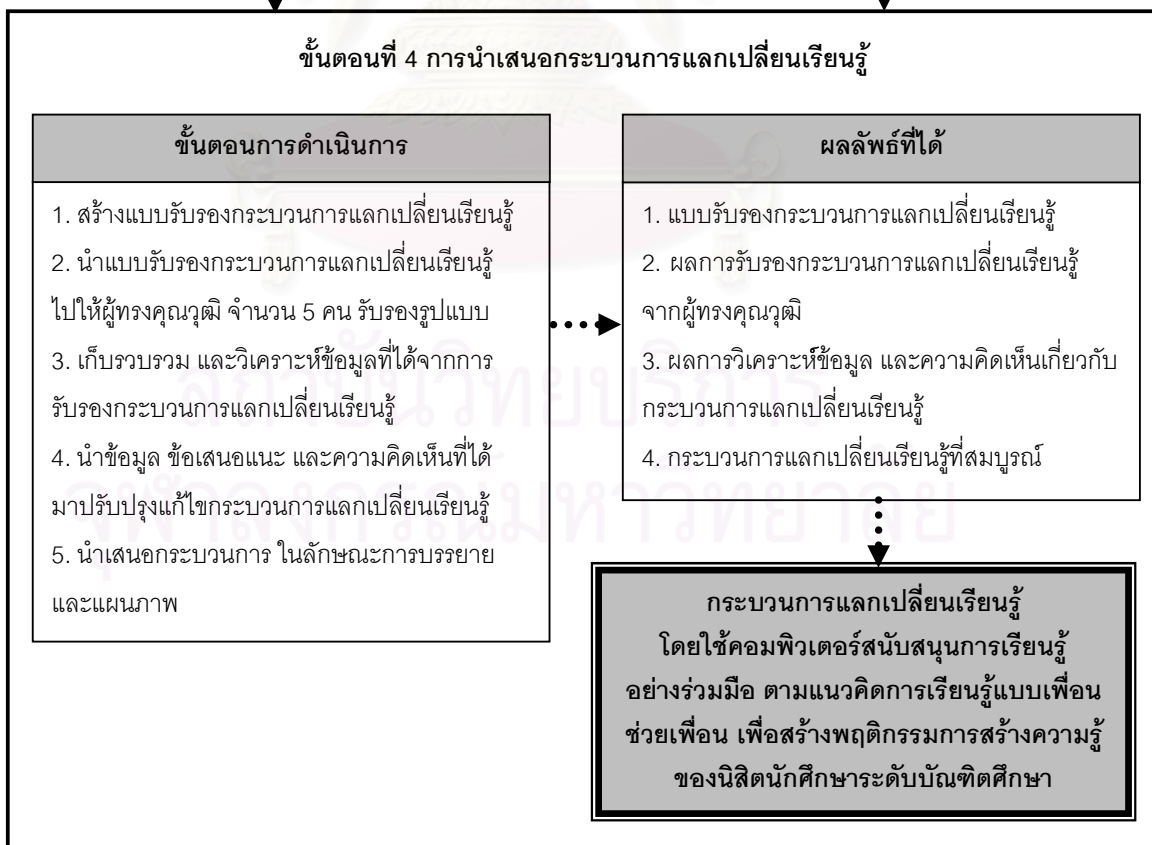 ขั้นตอนที่ 4 การนำเสนอกระบวนการแลกเปลี่ยนเรียนรู้
ขั้นตอนการดำเนินการ
1. สร้างแบบรับรองกระบวนการแลกเปลี่ยนเรียนรู้
2. นำแบบรับรองกระบวนการแลกเปลี่ยนเรียนรู้
ไปให้ผู้ทรงคุณวุฒิ จำนวน 5 คน รับรองรูปแบบ
3. เก็บรวบรวม และวิเคราะห์ข้อมูลที่ได้จากการ
รับรองกระบวนการแลกเปลี่ยนเรียนรู้
4. นำข้อมูล ข้อเสนอแนะ และความคิดเห็นที่ได้
มาปรับปรุงแก้ไขกระบวนการแลกเปลี่ยนเรียนรู้
5. นำเสนอกระบวนการ ในลักษณะการบรรยาย
และแผนภาพ
ผลลัพธ์ที่ได้
1. แบบรับรองกระบวนการแลกเปลี่ยนเรียนรู้
2. ผลการรับรองกระบวนการแลกเปลี่ยนเรียนรู้
จากผู้ทรงคุณวุฒิ
3. ผลการวิเคราะห์ข้อมูล และความคิดเห็นเกี่ยวกับ
กระบวนการแลกเปลี่ยนเรียนรู้
4. กระบวนการแลกเปลี่ยนเรียนรู้ที่สมบูรณ์
กระบวนการแลกเปลี่ยนเรียนรู้
โดยใช้คอมพิวเตอร์สนับสนุนการเรียนรู้
อย่างร่วมมือ ตามแนวคิดการเรียนรู้แบบเพื่อน
ช่วยเพื่อน เพื่อสร้างพฤติกรรมการสร้างความรู้
ของนิสิตนักศึกษาระดับบัณฑิตศึกษา
สถาบันวิทยบริการ
จุฬาลงกรณ์มหาวิทยาลัย